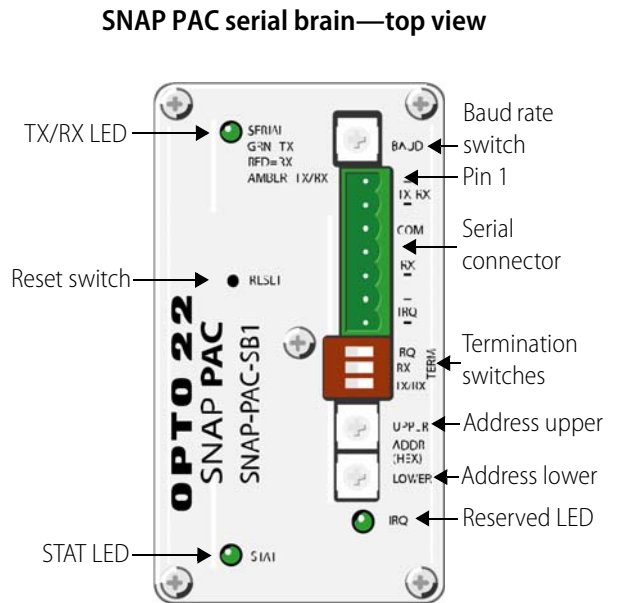 SNAP PAC serial brain—top view
TX/RX LED
SERIAL
GRN TX
RED=RX
AMBER TX/RX
BAUD
Baud rate
switch
Pin 1
TX RX
COM
Serial
connector
RX
Reset switch
RESET
IRQ
OPTO 22
SNAP PAC
SNAP-PAC-SB1
RQ
RX
TX/RX
TERM
Termination
switches
UPPER
ADDR
(HEX)
LOWER
Address upper
Address lower
IRQ
Reserved LED
STAT LED
STAT